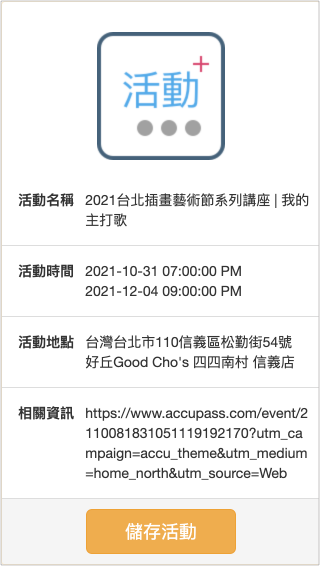 活動
活動名稱 2021台北插畫藝術節系列講座 | 我的
主打歌
活動時間 2021-10-31 07:00:00 PM
2021-12-04 09:00:00 PM
活動地點 台灣台北市110信義區松勤街54號
好丘Good Cho's 四四南村 信義店
相關資訊 https://www.accupass.com/event/2
110081831051119192170?utm_ca
mpaign=accu_theme&utm_medium
=home_north&utm_source=Web
儲存活動